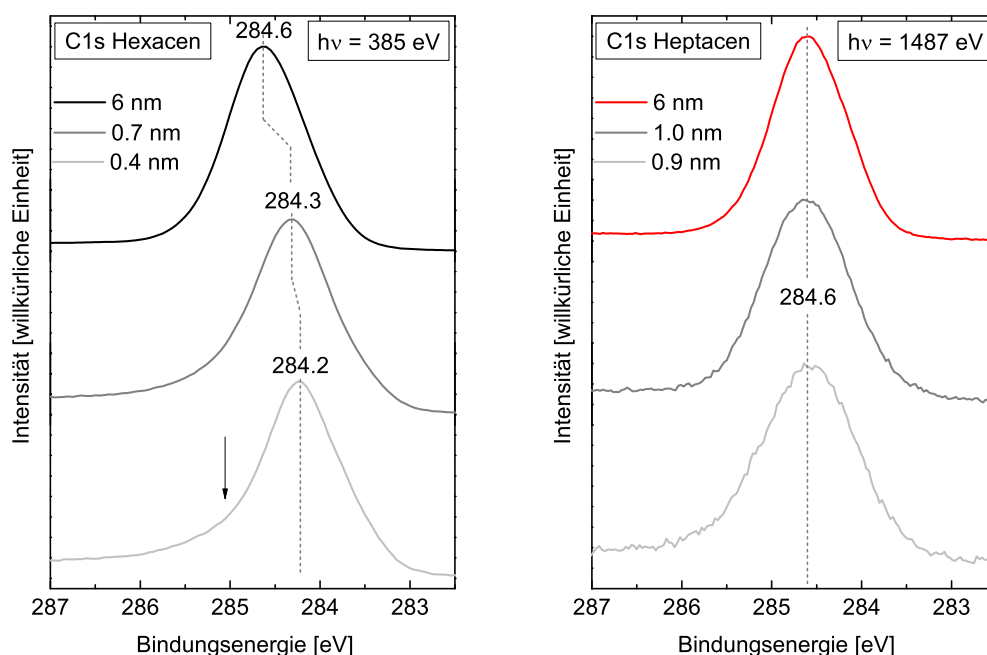 C1s Hexacen
284.6
hν = 385 eV
6 nm
0.7 nm
0.4 nm
284.3
284.2
Intensität [willkürliche Einheit]
287 286 285 284 283
Bindungsenergie [eV]
C1s Heptacen
hν = 1487 eV
6 nm
1.0 nm
0.9 nm
284.6
Intensität [willkürliche Einheit]
287 286 285 284 283
Bindungsenergie [eV]